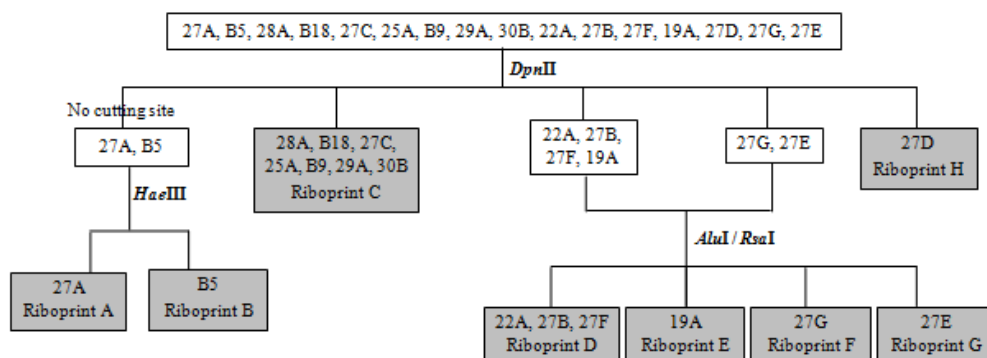 27A, B5, 28A, B18, 27C, 25A, B9, 29A, 30B, 22A, 27B, 27F, 19A, 27D, 27G, 27E
DpnII
No cutting site
27A, B5
28A, B18, 27C,
25A, B9, 29A, 30B
Riboprint C
22A, 27B,
27F, 19A
27G, 27E
27D
Riboprint H
HaeIII
AluI / RsaI
27A
Riboprint A
B5
Riboprint B
22A, 27B, 27F
Riboprint D
19A
Riboprint E
27G
Riboprint F
27E
Riboprint G